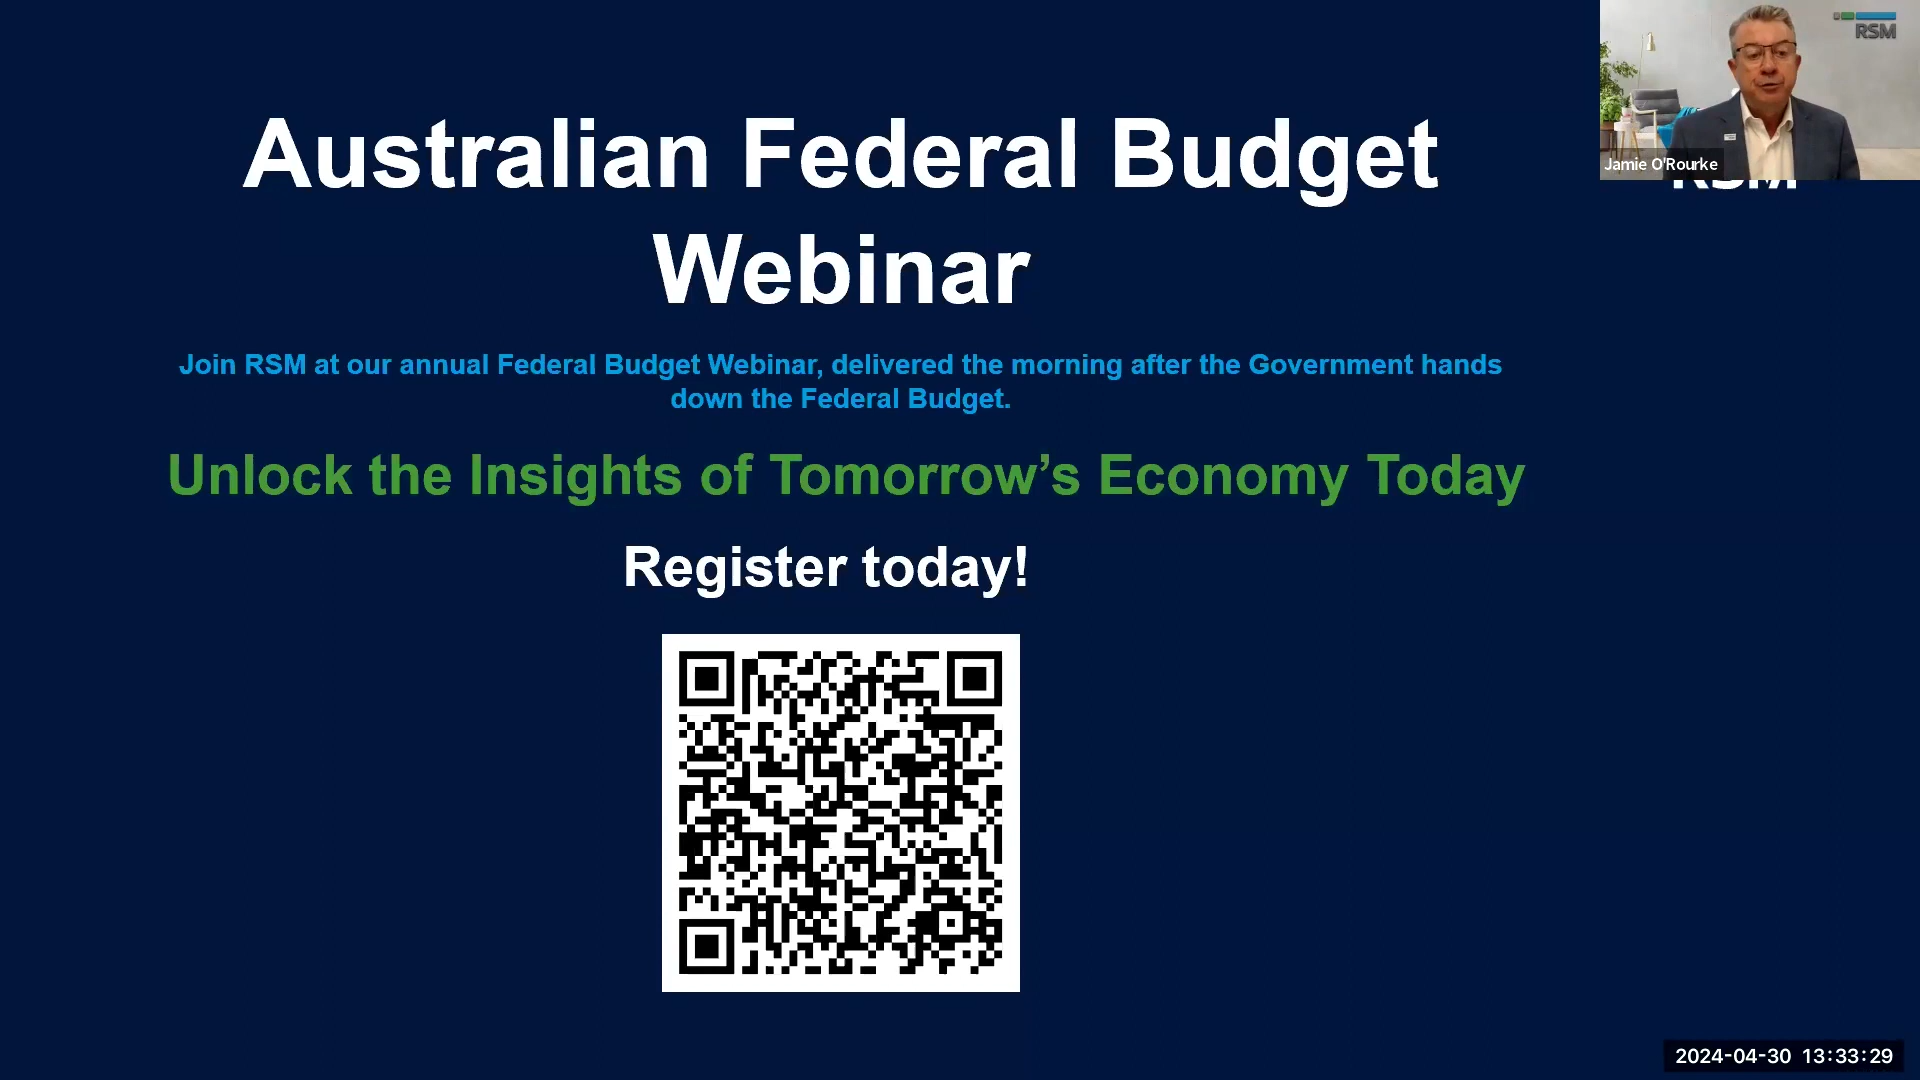 RSM
Australian Federal Budget
Webinar
Jamie O'Rourke
RSM
Join RSM at our annual Federal Budget Webinar, delivered the morning after the Government hands
down the Federal Budget.
Unlock the Insights of Tomorrow’s Economy Today
Register today!
2024-04-30 13:33:29